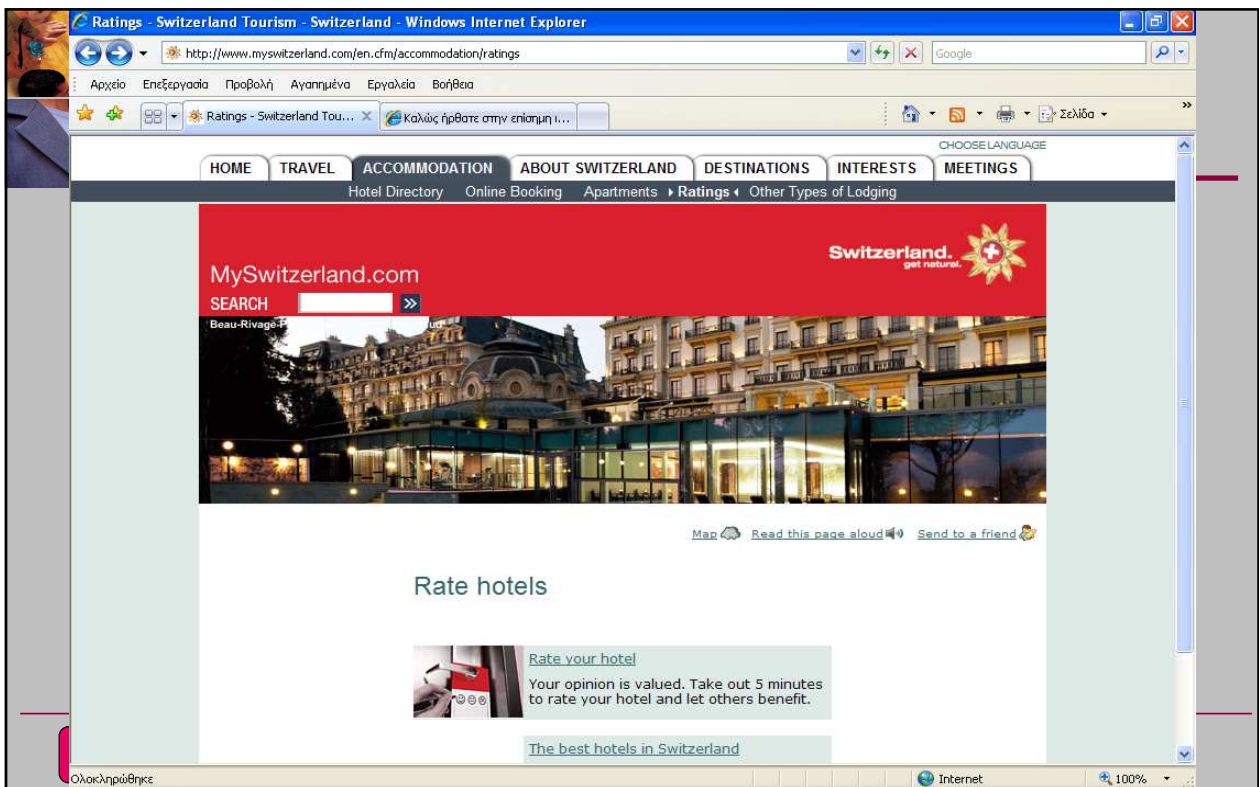 Ratings - Switzerland Tourism - Switzerland - Windows Internet Explorer
http://www.myswitzerland.com/en.cfm/accommodation/ratings
Google
Αρχείο Επεξεργασία Προβολή Αγαπημένα Εργαλεία Βοήθεια
Ratings - Switzerland Tou... Καλώς ήρθατε στην επίσημη ι... Σελίδα
CHOOSE LANGUAGE
HOME TRAVEL ACCOMMODATION ABOUT SWITZERLAND DESTINATIONS INTERESTS MEETINGS
Hotel Directory Online Booking Apartments Ratings Other Types of Lodging
Switzerland.
get natural.
MySwitzerland.com
SEARCH
Beau-Rivage
Map Read this page aloud Send to a friend
Rate hotels
Rate your hotel
Your opinion is valued. Take out 5 minutes
to rate your hotel and let others benefit.
The best hotels in Switzerland
Ολοκληρώθηκε Internet 100%